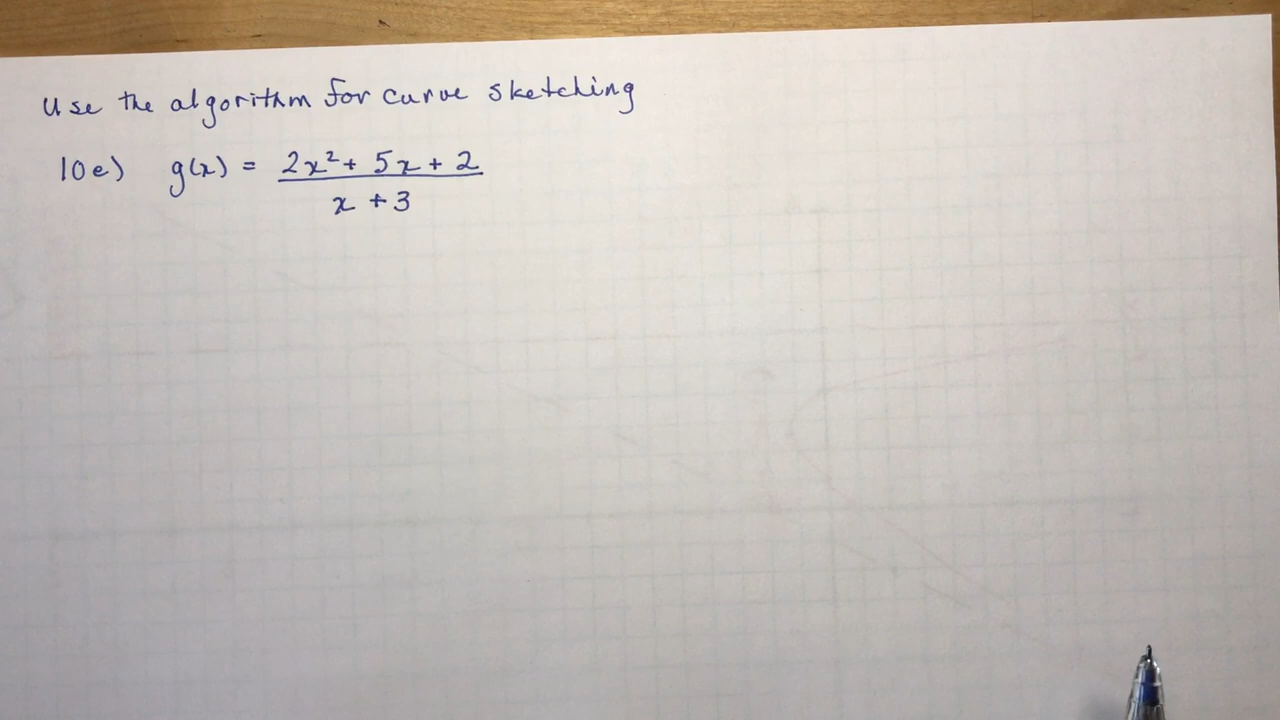 Use the algorithm for curve sketching
10e) g(x) = 2x² + 5x + 2
x + 3